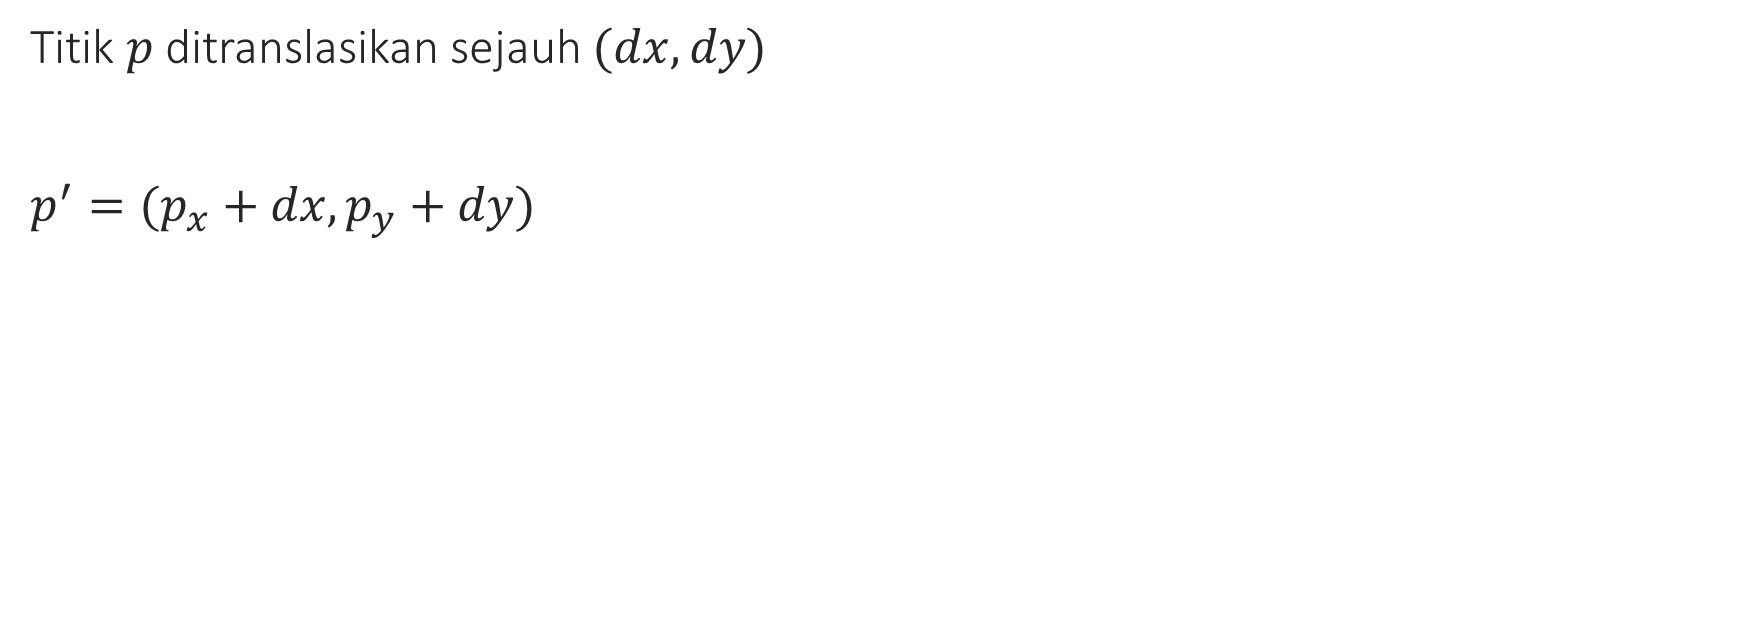 Titik 𝑝 ditranslasikan sejauh (𝑑𝑥, 𝑑𝑦)
𝑝′ = (𝑝ₓ + 𝑑𝑥, 𝑝_𝑦 + 𝑑𝑦)